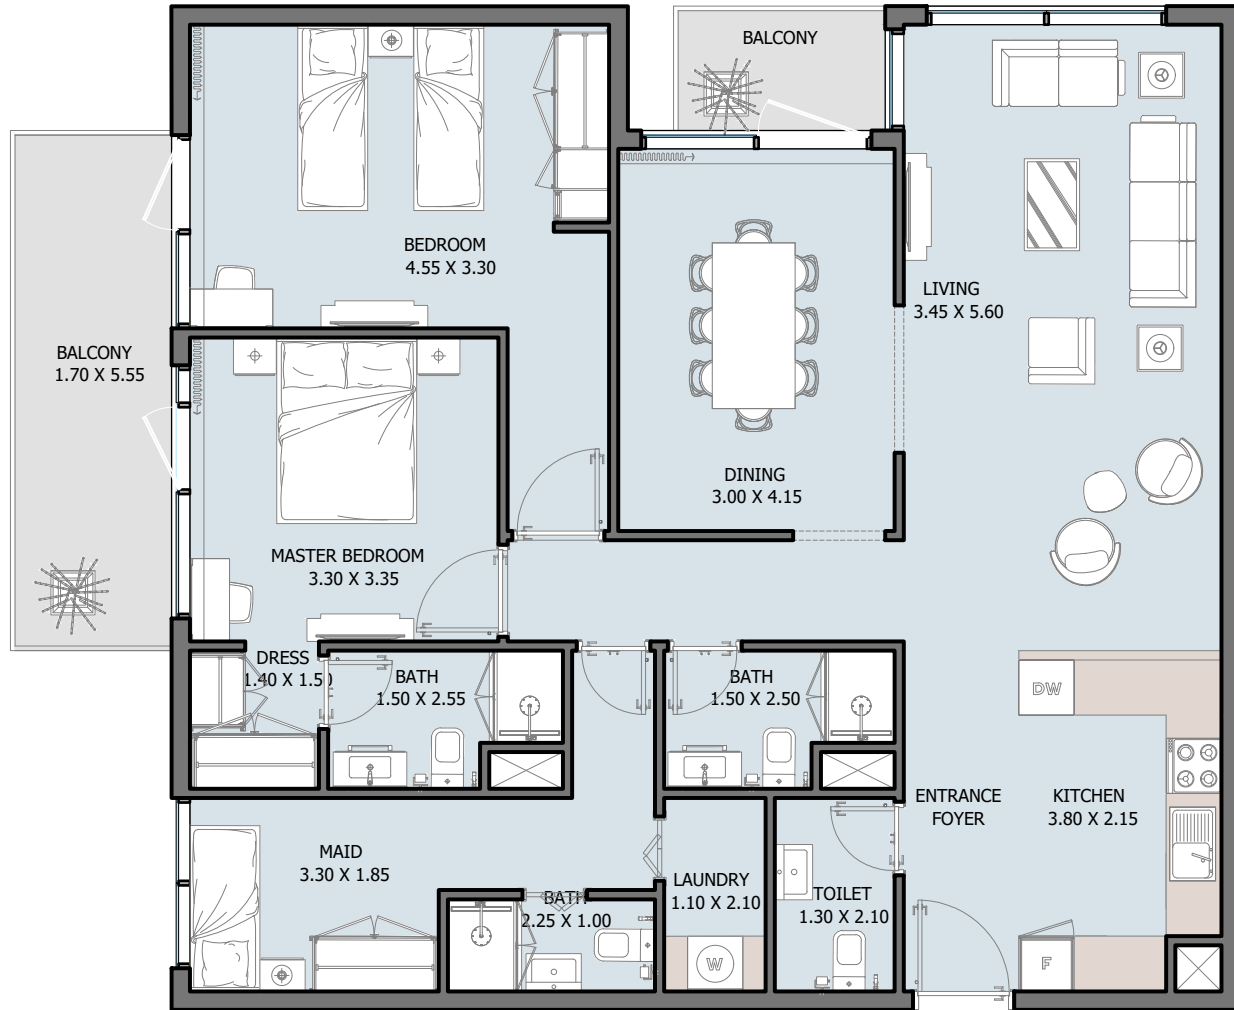 BALCONY
BEDROOM
4.55 X 3.30
LIVING
3.45 X 5.60
BALCONY
1.70 X 5.55
DINING
3.00 X 4.15
MASTER BEDROOM
3.30 X 3.35
DRESS
1.40 X 1.50
BATH
1.50 X 2.55
BATH
1.50 X 2.50
DW
ENTRANCE
FOYER
KITCHEN
3.80 X 2.15
MAID
3.30 X 1.85
BATH
2.25 X 1.00
LAUNDRY
1.10 X 2.10
TOILET
1.30 X 2.10
W
F